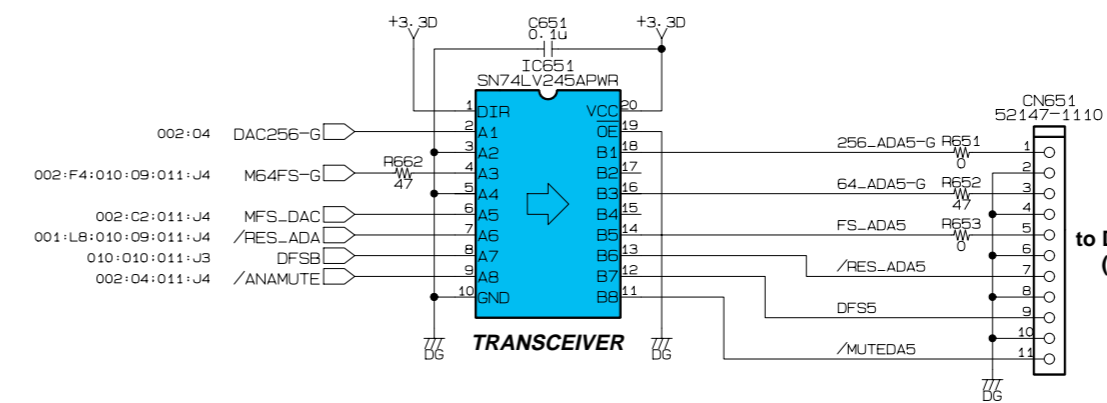 +3.3D C651 +3.3D
0.1u
IC651
SN74LV245APWR
1 DIR VCC 20
002:04 DAC256-G 2 A1 OE 19
3 A2 B1 18 256_ADA5-G R651 0 1
002:F4:010:09:011:J4 M64FS-G R662 47 4 A3 B2 17 2
5 A4 B3 16 64_ADA5-G R652 47 3
002:C2:011:J4 MFS_DAC 6 A5 B4 15 4
001:L8:010:09:011:J4 /RES_ADA 7 A6 B5 14 FS_ADA5 R653 0 5
010:010:011:J3 DFSB 8 A7 B6 13 6
002:04:011:J4 /ANAMUTE 9 A8 B7 12 /RES_ADA5 7
10 GND B8 11 8
DFS5 9
10
/MUTEDA5 11
CN651
52147-1110
to D
(
TRANSCEIVER
DG DG DG